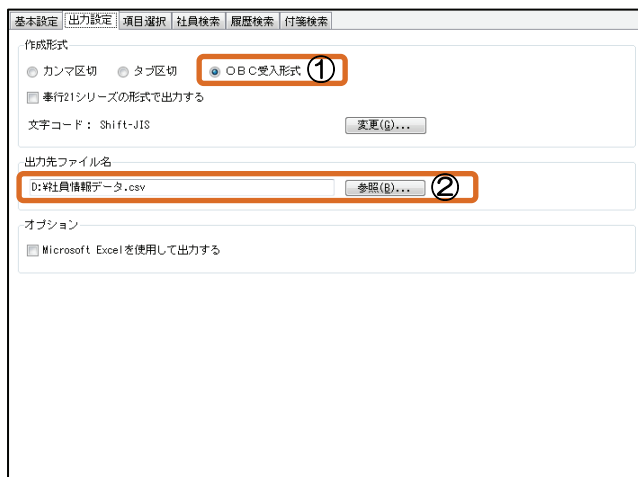 基本設定 出力設定 項目選択 社員検索 履歴検索 付箋検索
作成形式
カンマ区切 タブ区切 OBC受入形式 ①
奉行21シリーズの形式で出力する
文字コード： Shift-JIS 変更(G)...
出力先ファイル名
D:¥社員情報データ.csv 参照(B)... ②
オプション
Microsoft Excelを使用して出力する